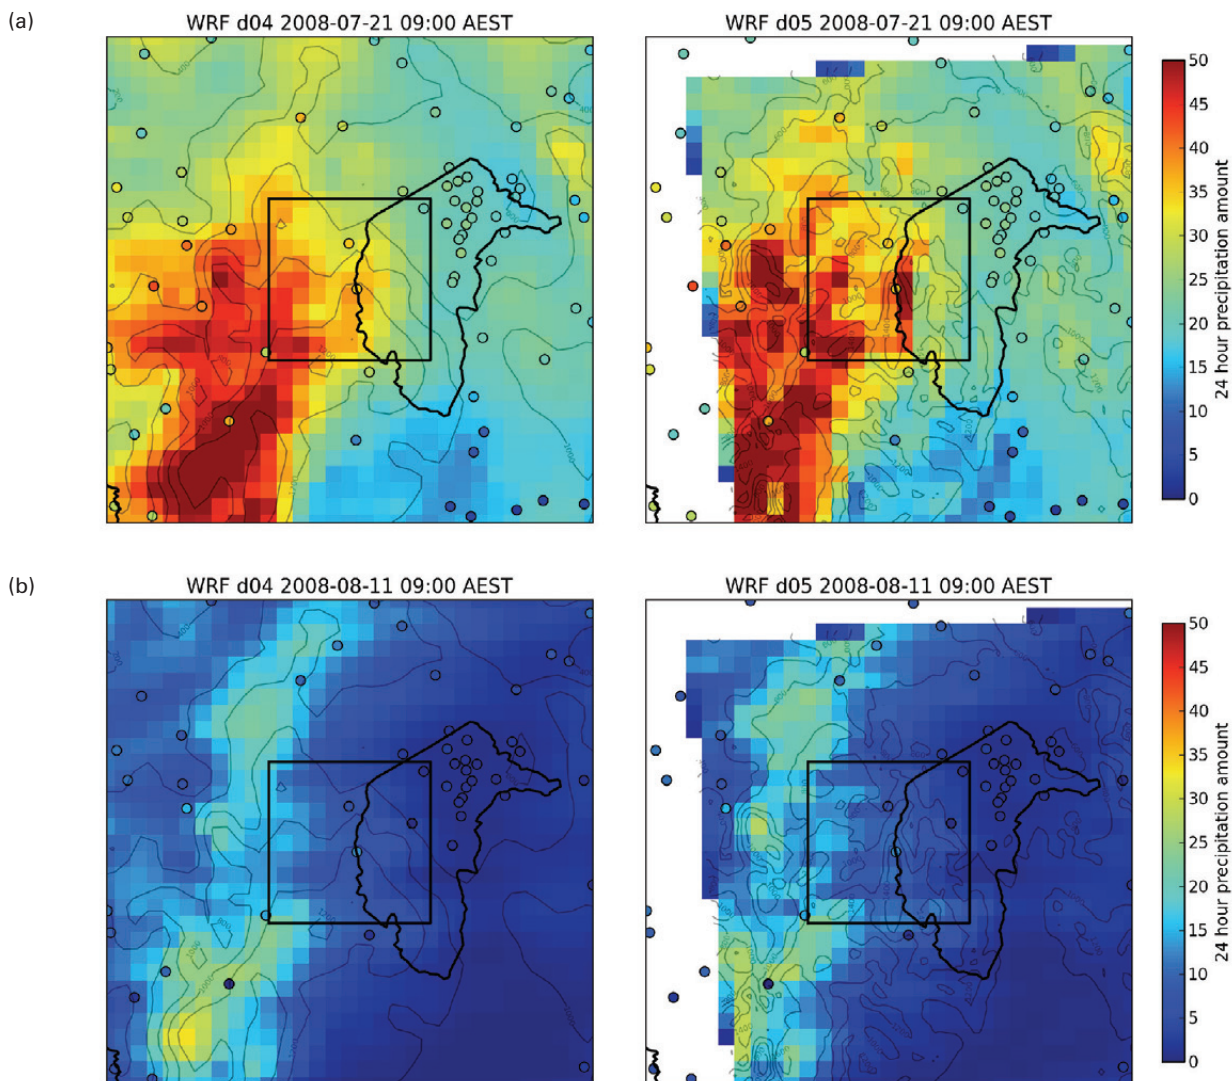 (a)
WRF d04 2008-07-21 09:00 AEST
WRF d05 2008-07-21 09:00 AEST
50
45
40
35
30
25
20
15
10
5
0
24 hour precipitation amount
(b)
WRF d04 2008-08-11 09:00 AEST
WRF d05 2008-08-11 09:00 AEST
50
45
40
35
30
25
20
15
10
5
0
24 hour precipitation amount